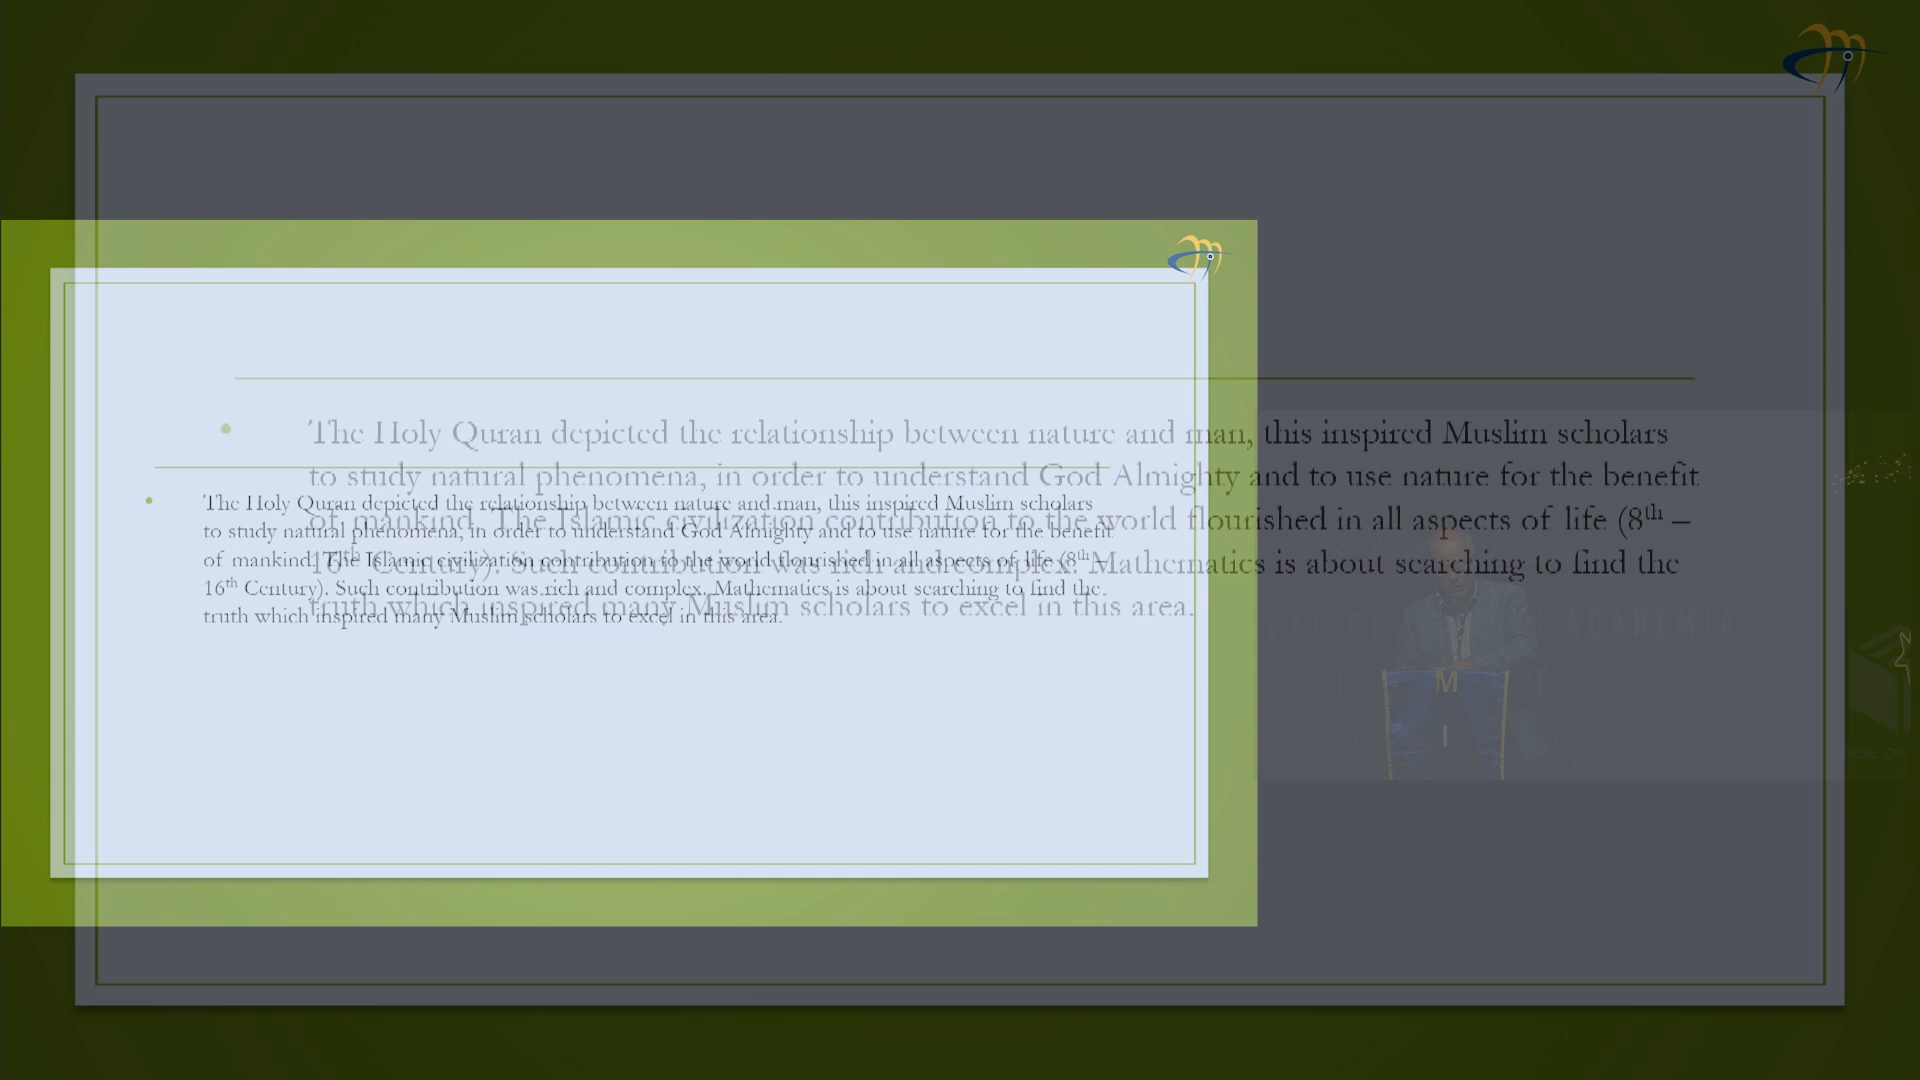 • The Holy Quran depicted the relationship between nature and man, this inspired Muslim scholars
to study natural phenomena, in order to understand God Almighty and to use nature for the benefit
of mankind. The Islamic civilization contribution to the world flourished in all aspects of life (8th –
16th Century). Such contribution was rich and complex. Mathematics is about searching to find the
truth which inspired many Muslim scholars to excel in this area.
• The Holy Quran depicted the relationship between nature and man, this inspired Muslim scholars
to study natural phenomena, in order to understand God Almighty and to use nature for the benefit
of mankind. The Islamic civilization contribution to the world flourished in all aspects of life (8th –
16th Century). Such contribution was rich and complex. Mathematics is about searching to find the
truth which inspired many Muslim scholars to excel in this area.
ACADEMIA
M
I